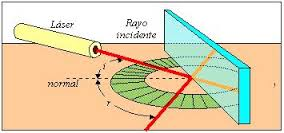 Láser
Rayo
incidente
i
normal
r